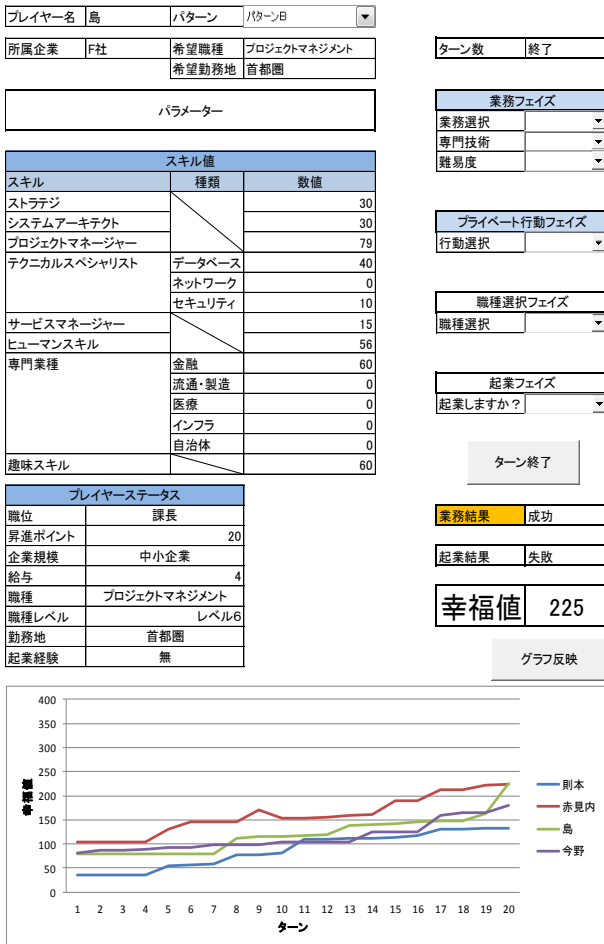 プレイヤー名 島 パターン パターンB
所属企業 F社 希望職種 プロジェクトマネジメント
希望勤務地 首都圏
ターン数 終了
パラメーター
業務フェイズ
業務選択
専門技術
難易度
スキル値
スキル 種類 数値
ストラテジ 30
システムアーキテクト 30
プロジェクトマネージャー 79
テクニカルスペシャリスト データベース 40
ネットワーク 0
セキュリティ 10
サービスマネージャー 15
ヒューマンスキル 56
専門業種 金融 60
流通・製造 0
医療 0
インフラ 0
自治体 0
趣味スキル 60
プライベート行動フェイズ
行動選択
職種選択フェイズ
職種選択
起業フェイズ
起業しますか?
ターン終了
プレイヤーステータス
職位 課長
昇進ポイント 20
企業規模 中小企業
給与 4
職種 プロジェクトマネジメント
職種レベル レベル6
勤務地 首都圏
起業経験 無
業務結果 成功
起業結果 失敗
幸福値 225
グラフ反映
400
350
300
250
200
150
100
50
0
幸福値
1 2 3 4 5 6 7 8 9 10 11 12 13 14 15 16 17 18 19 20
ターン
則本
赤見内
島
今野